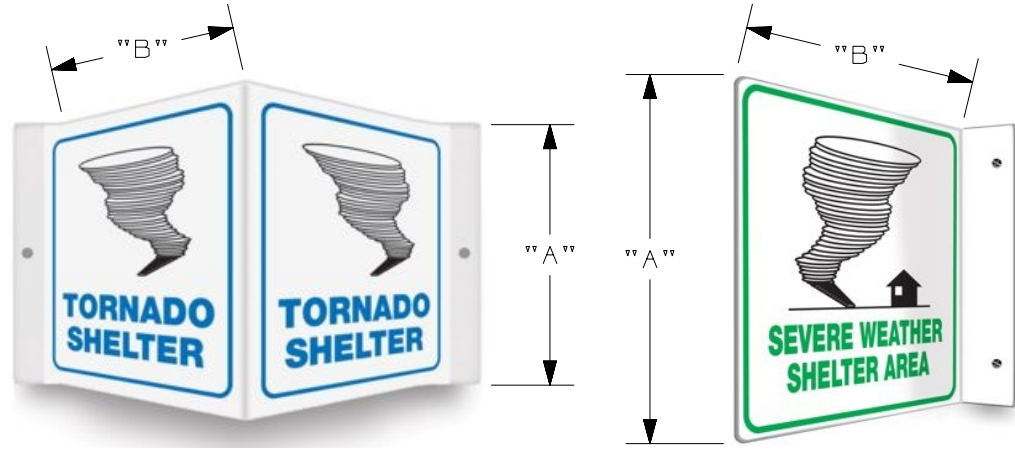 "B"
"B"
TORNADO
SHELTER
TORNADO
SHELTER
"A"
"A"
SEVERE WEATHER
SHELTER AREA